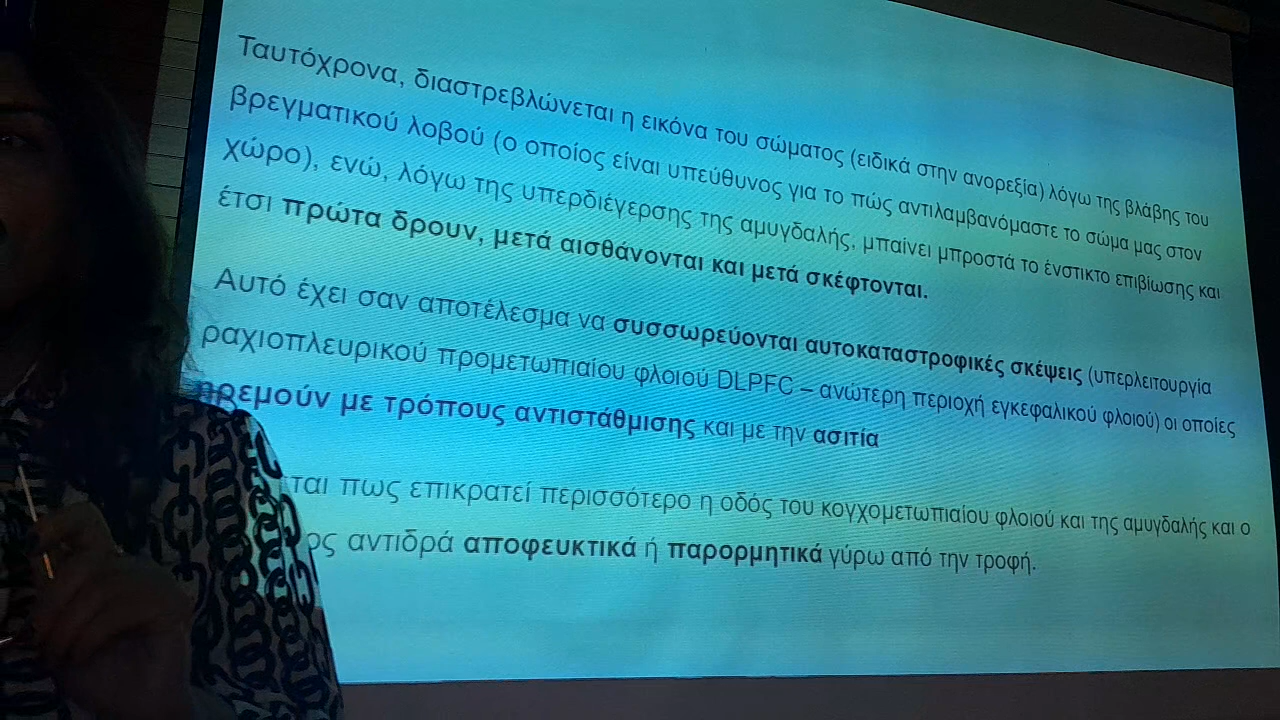 Ταυτόχρονα, διαστρεβλώνεται η εικόνα του σώματος (ειδικά στην ανορεξία) λόγω της βλάβης του
βρεγματικού λοβού (ο οποίος είναι υπεύθυνος για το πώς αντιλαμβανόμαστε το σώμα μας στον
χώρο), ενώ, λόγω της υπερδιέγερσης της αμυγδαλής, μπαίνει μπροστά το ένστικτο επιβίωσης και
έτσι πρώτα δρουν, μετά αισθάνονται και μετά σκέφτονται.
Αυτό έχει σαν αποτέλεσμα να συσσωρεύονται αυτοκαταστροφικές σκέψεις (υπερλειτουργία
ραχιοπλευρικού προμετωπιαίου φλοιού DLPFC – ανώτερη περιοχή εγκεφαλικού φλοιού) οι οποίες
ηρεμούν με τρόπους αντιστάθμισης και με την ασιτία
πως επικρατεί περισσότερο η οδός του κογχομετωπιαίου φλοιού και της αμυγδαλής και ο
αντιδρά αποφευκτικά ή παρορμητικά γύρω από την τροφή.